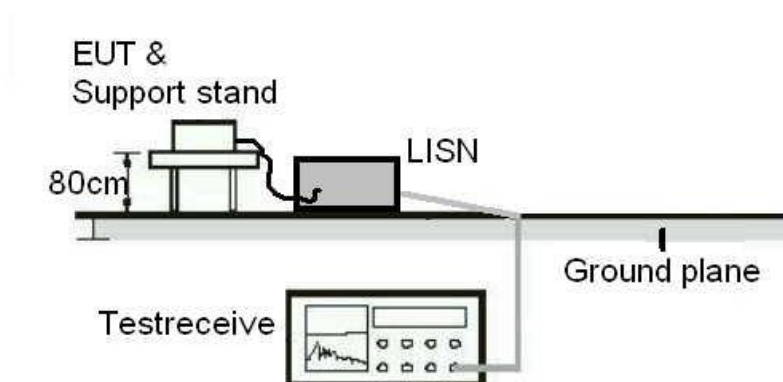 EUT &
Support stand
LISN
80cm
Ground plane
Testreceive